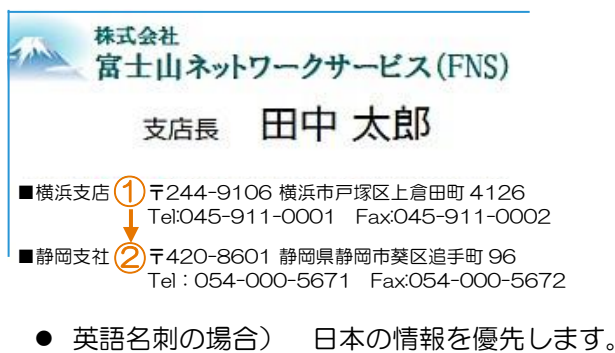 株式会社
富士山ネットワークサービス(FNS)
支店長 田中 太郎
■横浜支店 ① 〒244-9106 横浜市戸塚区上倉田町 4126
Tel:045-911-0001 Fax:045-911-0002
■静岡支社 ② 〒420-8601 静岡県静岡市葵区追手町 96
Tel：054-000-5671 Fax:054-000-5672
● 英語名刺の場合） 日本の情報を優先します。